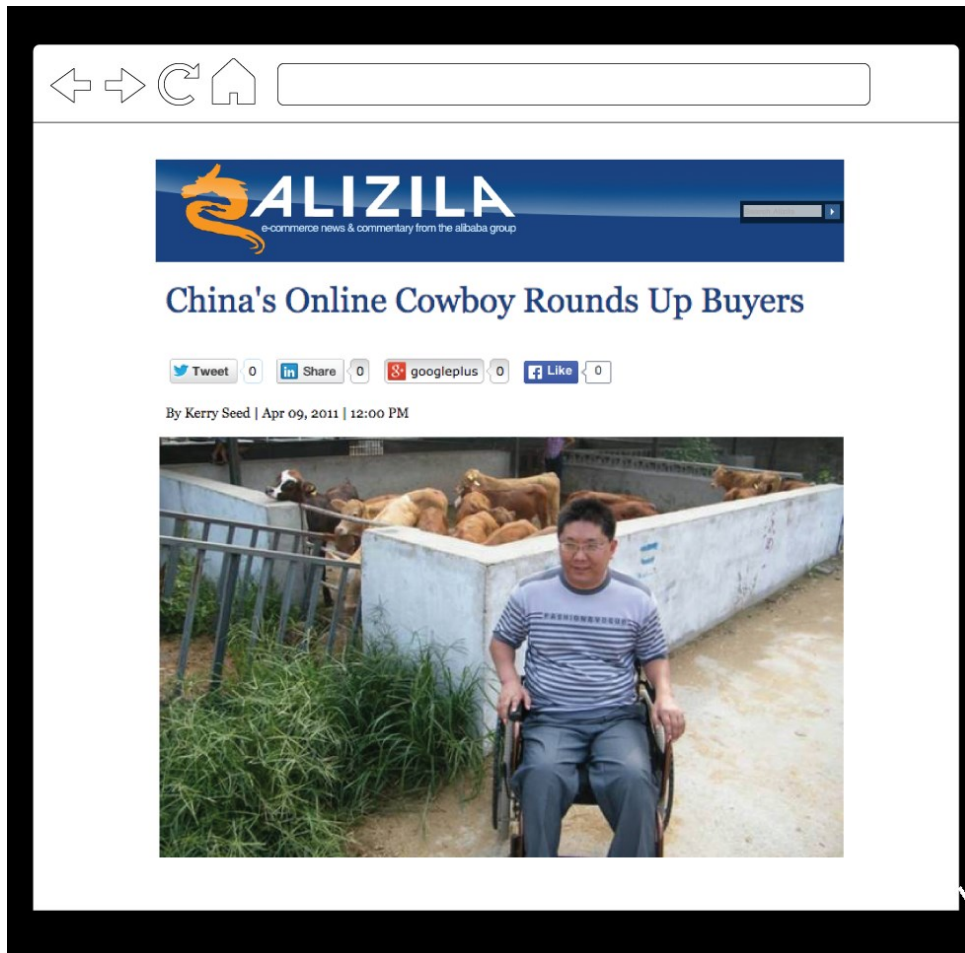 ALIZILA
e-commerce news & commentary from the alibaba group
China's Online Cowboy Rounds Up Buyers
Tweet 0 Share 0 googleplus 0 Like 0
By Kerry Seed | Apr 09, 2011 | 12:00 PM